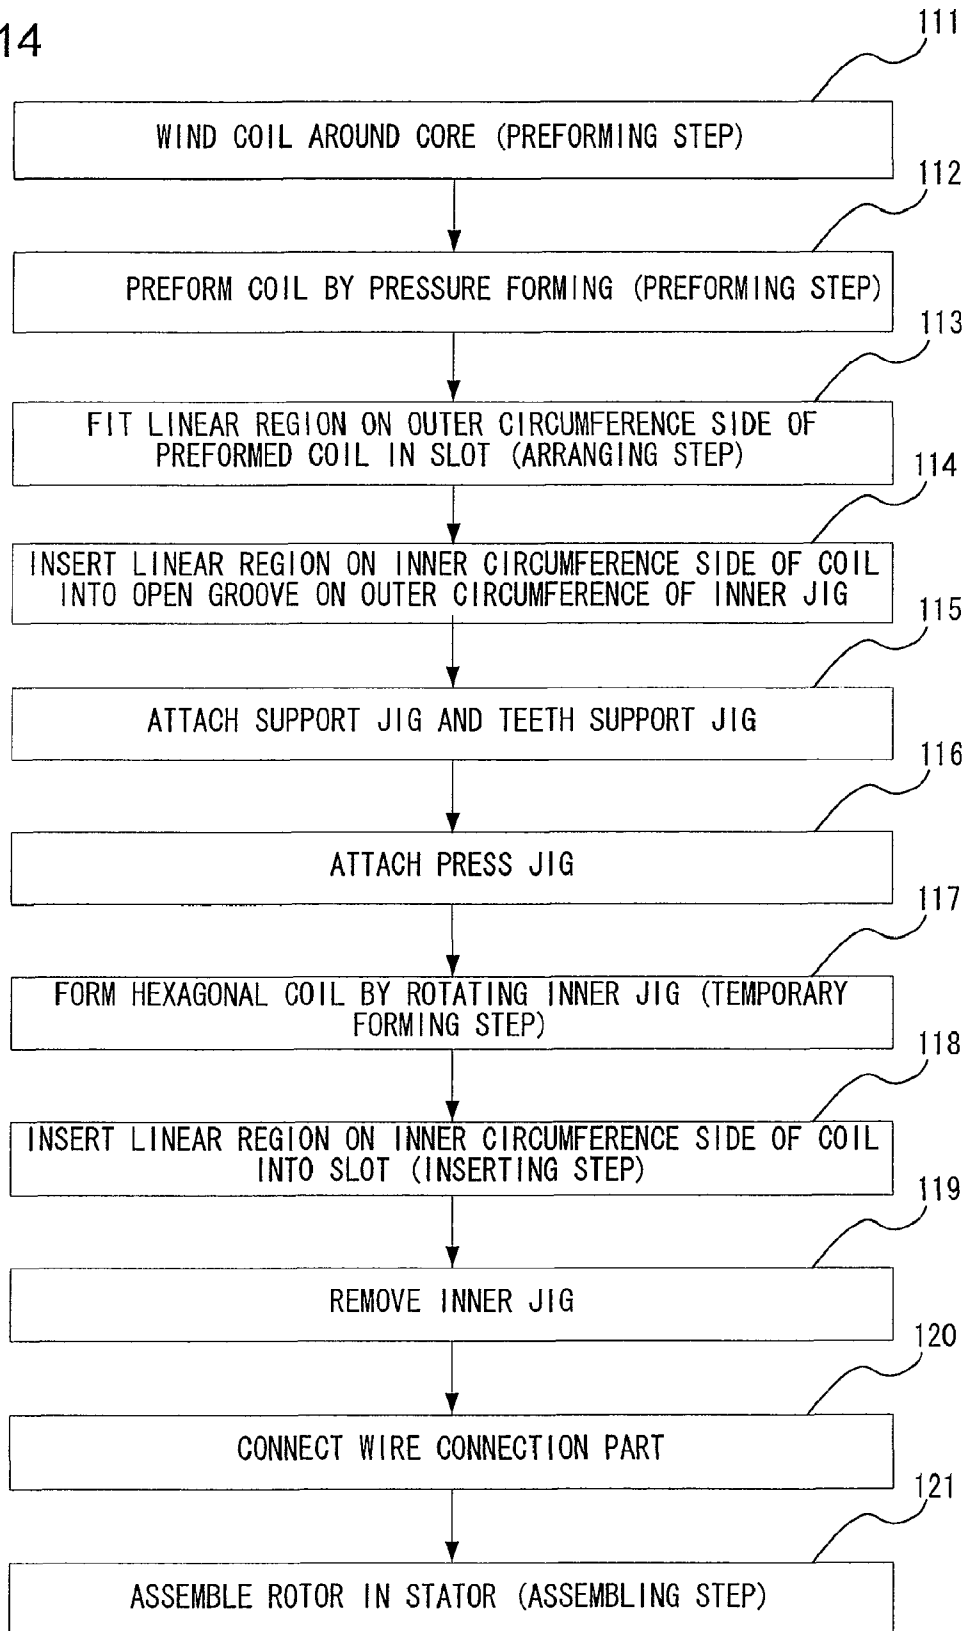 14
111
WIND COIL AROUND CORE (PREFORMING STEP)
112
PREFORM COIL BY PRESSURE FORMING (PREFORMING STEP)
113
FIT LINEAR REGION ON OUTER CIRCUMFERENCE SIDE OF
PREFORMED COIL IN SLOT (ARRANGING STEP)
114
INSERT LINEAR REGION ON INNER CIRCUMFERENCE SIDE OF COIL
INTO OPEN GROOVE ON OUTER CIRCUMFERENCE OF INNER JIG
115
ATTACH SUPPORT JIG AND TEETH SUPPORT JIG
116
ATTACH PRESS JIG
117
FORM HEXAGONAL COIL BY ROTATING INNER JIG (TEMPORARY
FORMING STEP)
118
INSERT LINEAR REGION ON INNER CIRCUMFERENCE SIDE OF COIL
INTO SLOT (INSERTING STEP)
119
REMOVE INNER JIG
120
CONNECT WIRE CONNECTION PART
121
ASSEMBLE ROTOR IN STATOR (ASSEMBLING STEP)